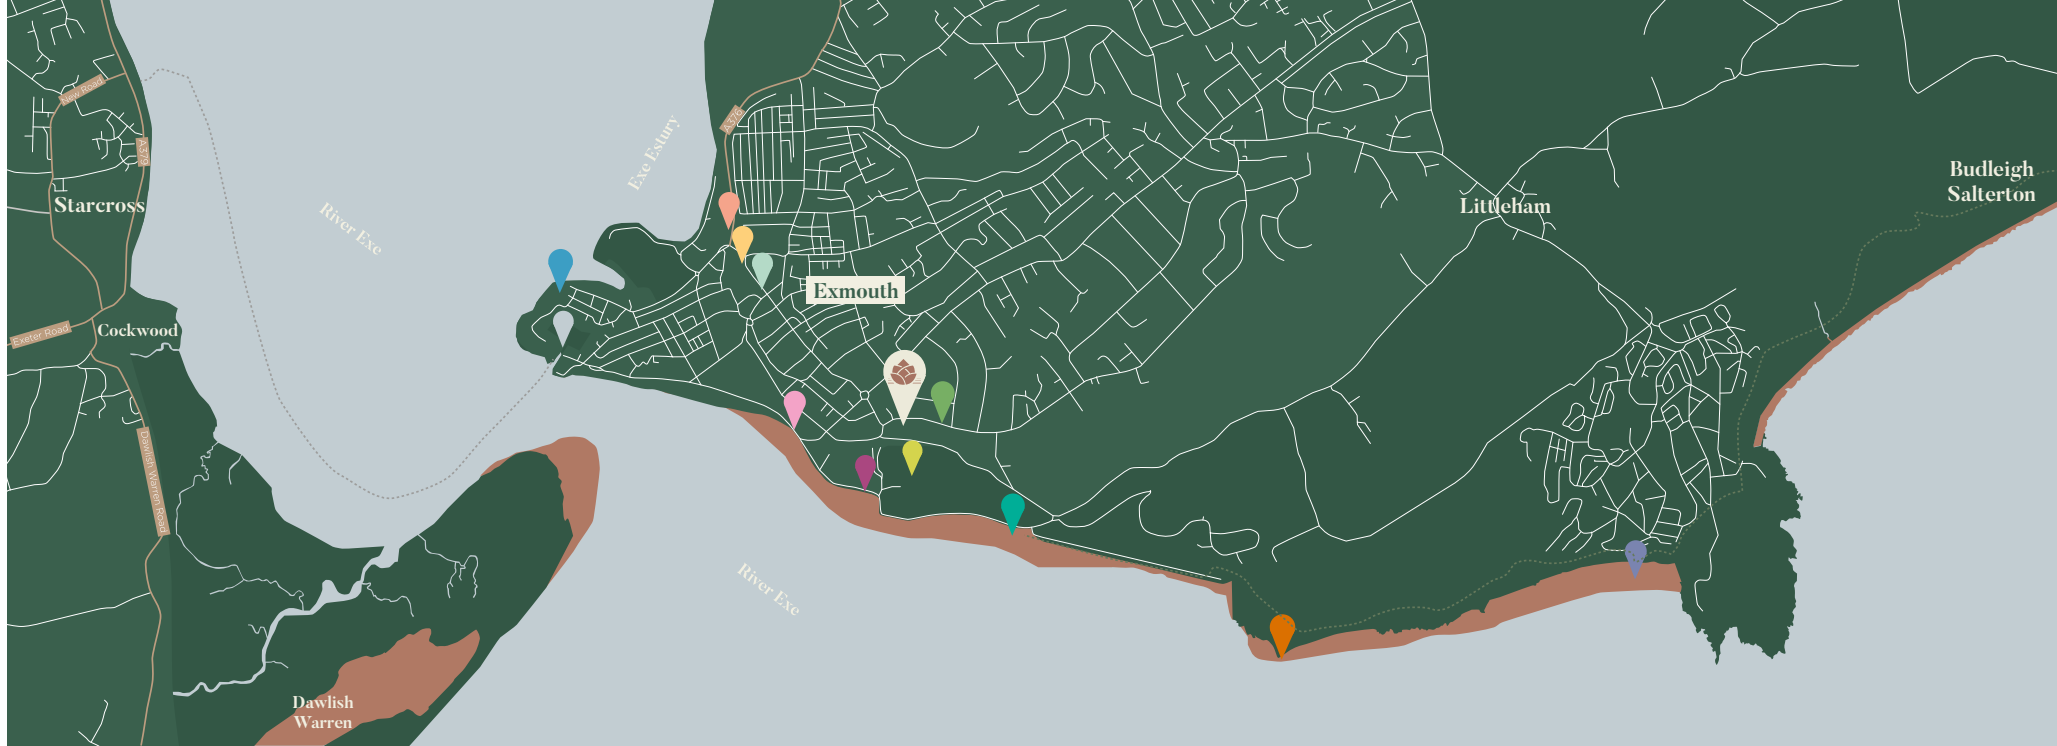 New Road
A376
A379
Exe Estury
Budleigh
Salterton
Starcross
Littleham
River Exe
Exmouth
Exeter Road
Cockwood
Dawlish Warren Road
River Exe
Dawlish
Warren